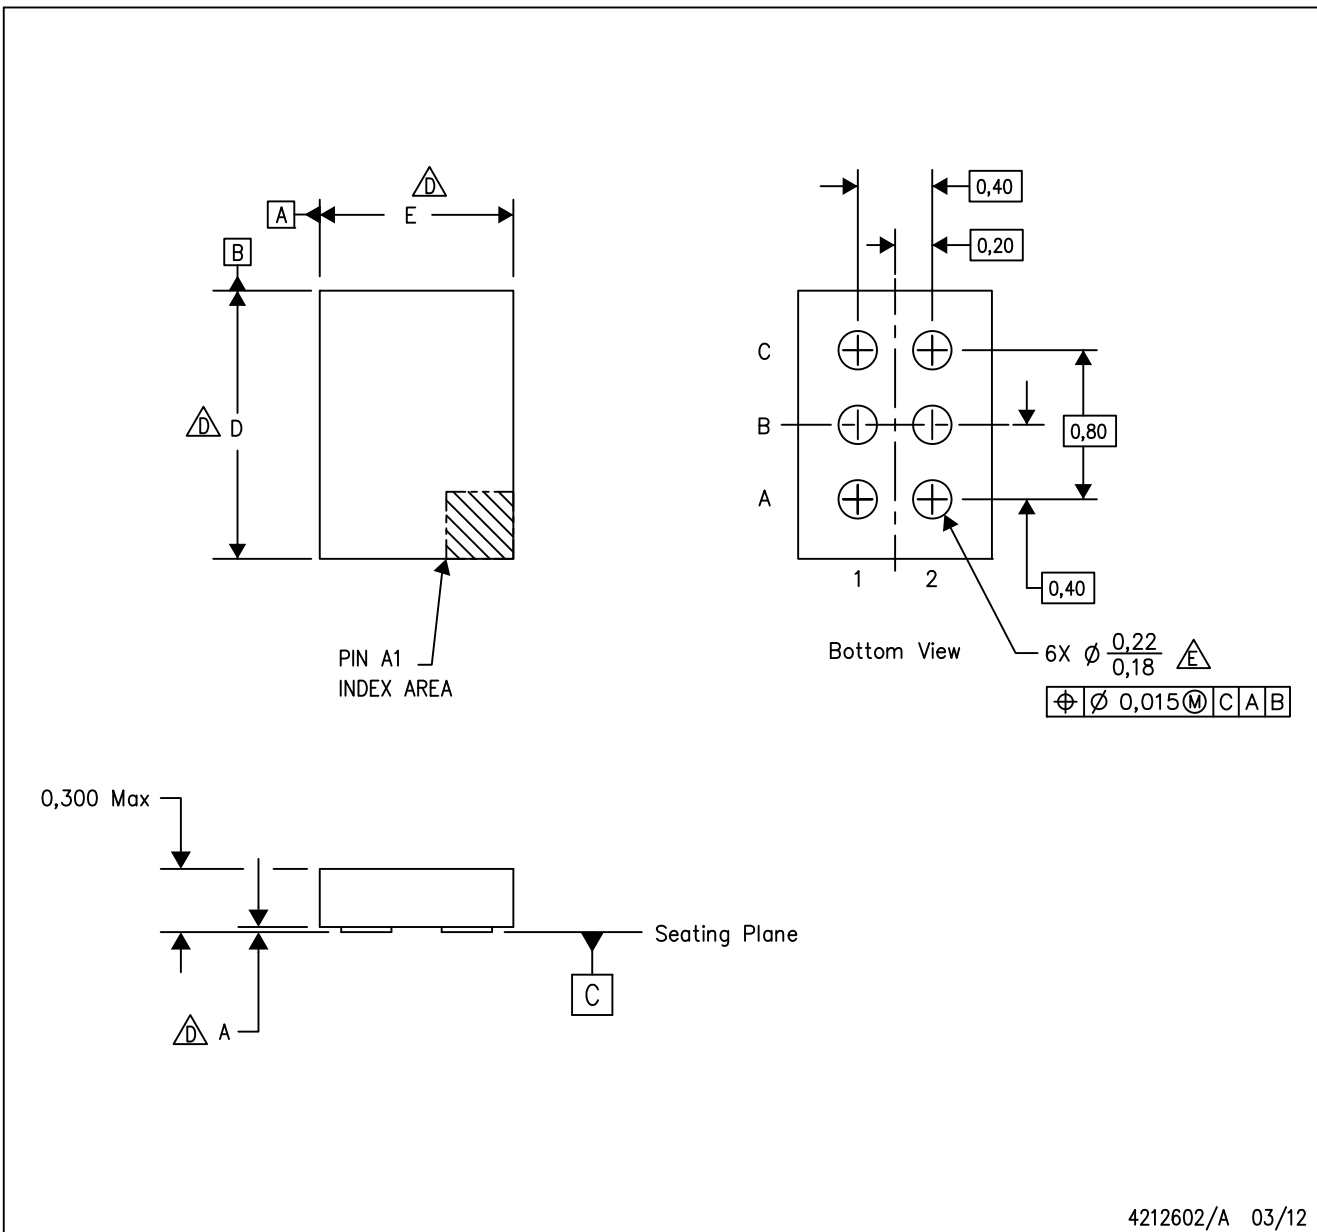 D
A
E
B
D
D
PIN A1
INDEX AREA
0,40
0,20
C
B
A
0,80
0,40
1
2
Bottom View
6X Ø 0,22
0,18
E
⌖ Ø 0,015 Ⓜ C A B
0,300 Max
Seating Plane
C
D
A
4212602/A 03/12